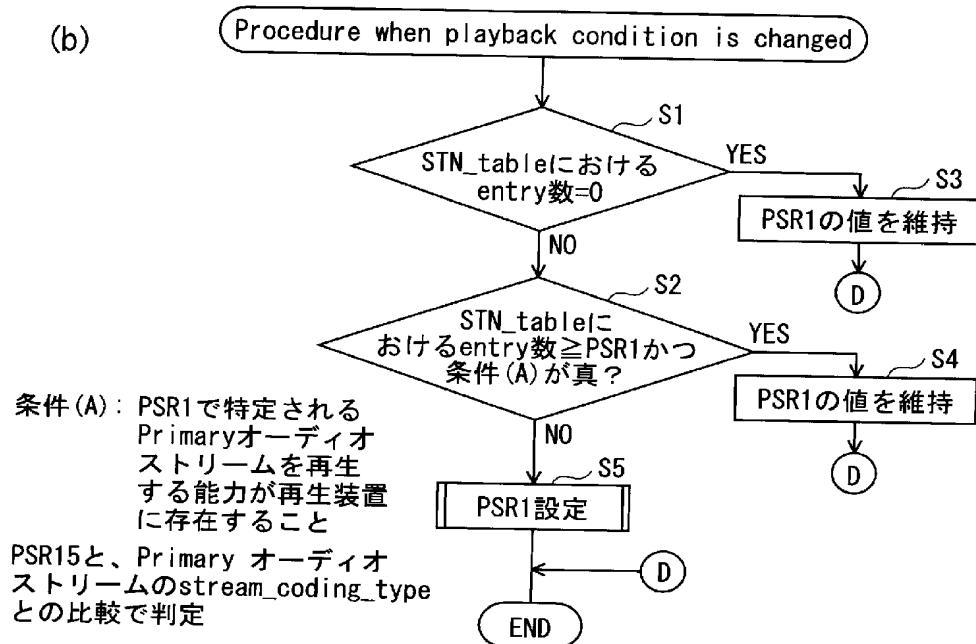 (b)
Procedure when playback condition is changed
S1
STN_tableにおける
entry数=0
YES
S3
PSR1の値を維持
D
NO
S2
STN_tableに
おけるentry数≧PSR1かつ
条件(A)が真？
YES
S4
PSR1の値を維持
D
NO
条件(A): PSR1で特定される
Primaryオーディオ
ストリームを再生
する能力が再生装置
に存在すること
PSR15と、Primary オーディオ
ストリームのstream_coding_type
との比較で判定
S5
PSR1設定
D
END